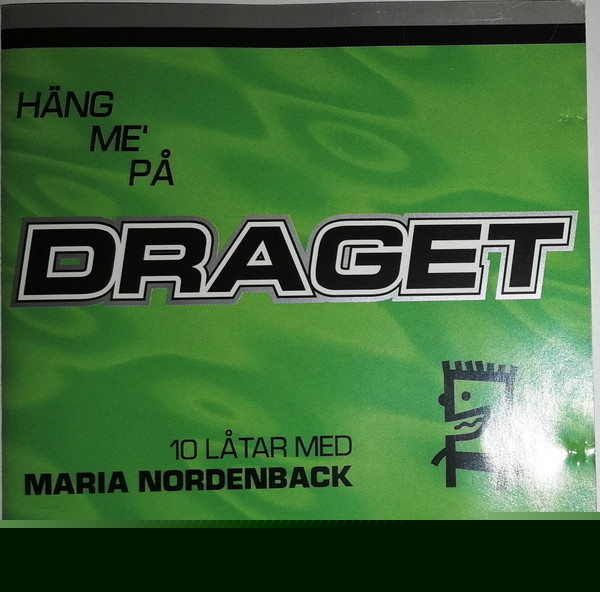 HÄNG
ME'
PÅ
DRAGET
10 LÅTAR MED
MARIA NORDENBACK